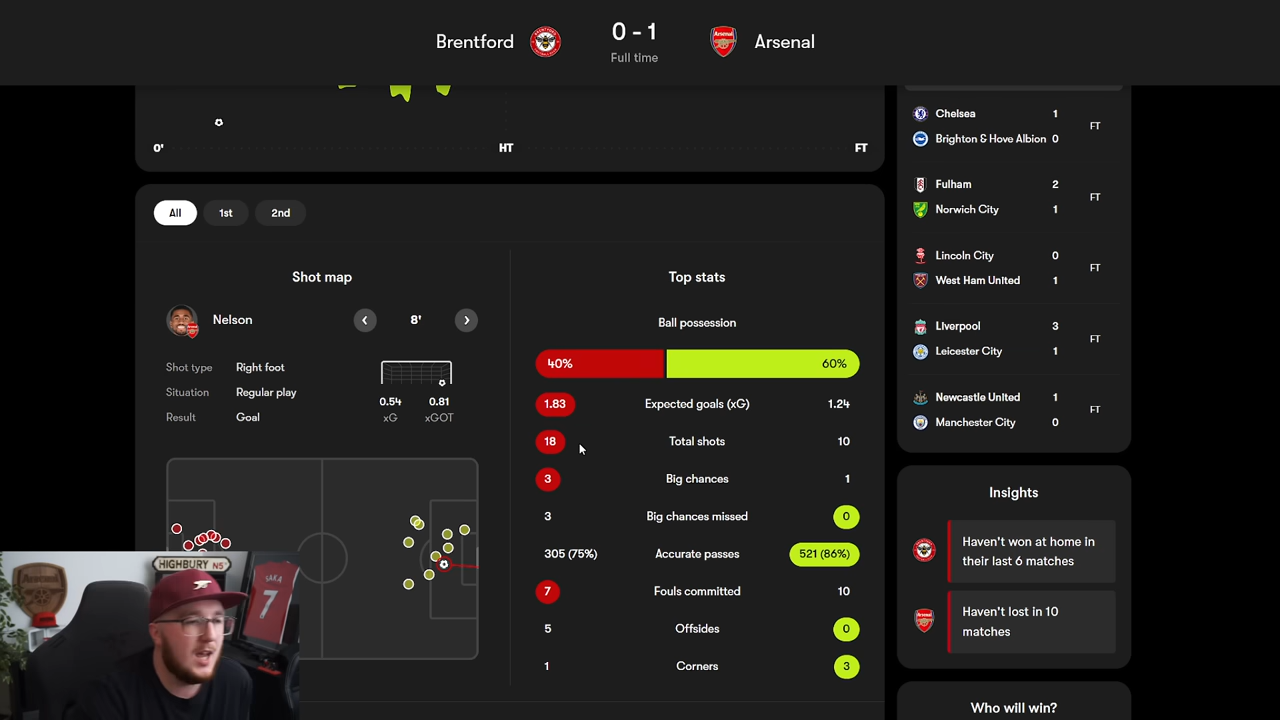 Brentford
0 - 1
Full time
Arsenal
0'
HT
FT
All
1st
2nd
Shot map
Nelson
8'
Shot type
Right foot
Situation
Regular play
Result
Goal
0.54
xG
0.81
xGOT
Top stats
Ball possession
40%
60%
1.83
Expected goals (xG)
1.24
18
Total shots
10
3
Big chances
1
3
Big chances missed
0
305 (75%)
Accurate passes
521 (86%)
7
Fouls committed
10
5
Offsides
0
1
Corners
3
Chelsea 1
Brighton & Hove Albion 0
FT
Fulham 2
Norwich City 1
FT
Lincoln City 0
West Ham United 1
FT
LIverpool 3
Leicester City 1
FT
Newcastle United 1
Manchester City 0
FT
Insights
Haven't won at home in
their last 6 matches
Haven't lost in 10
matches
Who will win?
HIGHBURY N5
SAKA
7